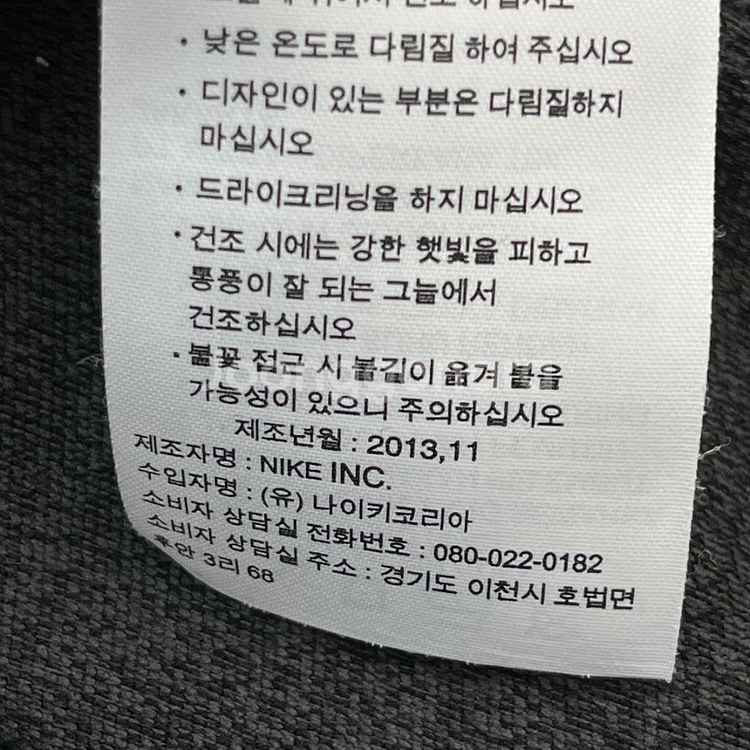 · 낮은 온도로 다림질 하여 주십시오
· 디자인이 있는 부분은 다림질하지
마십시오
· 드라이크리닝을 하지 마십시오
· 건조 시에는 강한 햇빛을 피하고
통풍이 잘 되는 그늘에서
건조하십시오
· 불꽃 접근 시 불길이 옮겨 붙을
가능성이 있으니 주의하십시오
제조년월 : 2013,11
제조자명 : NIKE INC.
수입자명 : (유) 나이키코리아
소비자 상담실 전화번호 : 080-022-0182
소비자 상담실 주소 : 경기도 이천시 호법면
후안 3리 68